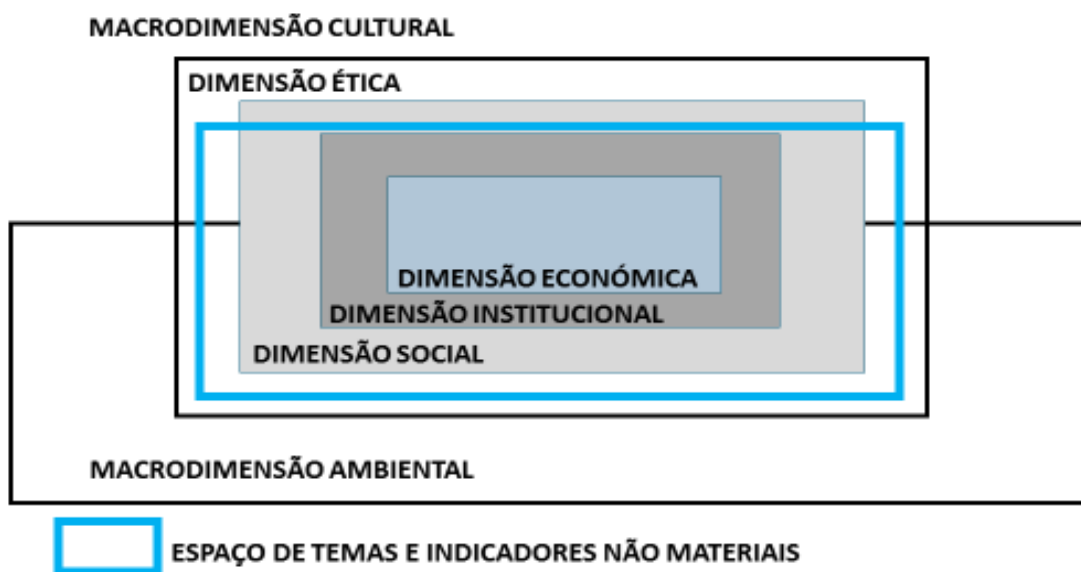 MACRODIMENSÃO CULTURAL
DIMENSÃO ÉTICA
DIMENSÃO ECONÓMICA
DIMENSÃO INSTITUCIONAL
DIMENSÃO SOCIAL
MACRODIMENSÃO AMBIENTAL
ESPAÇO DE TEMAS E INDICADORES NÃO MATERIAIS